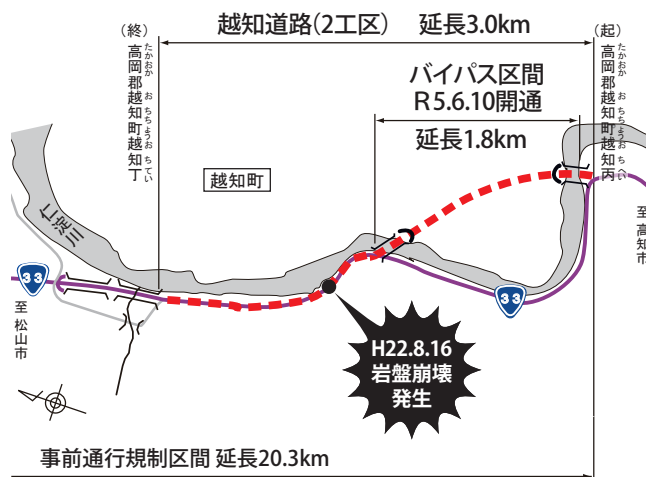 越知道路(2工区) 延長3.0km
(終)
高岡郡越知町越知丁
たかおか お ち ちょう お ち てい
(起)
高岡郡越知町越知丙
たかおか お ち ちょう お ち へい
バイパス区間
R5.6.10開通
延長1.8km
越知町
仁淀川
至高知市
33
至松山市
33
H22.8.16
岩盤崩壊
発生
事前通行規制区間 延長20.3km